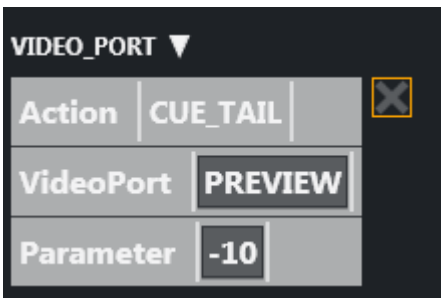 VIDEO_PORT ▼
Action CUE_TAIL
VideoPort PREVIEW
Parameter -10